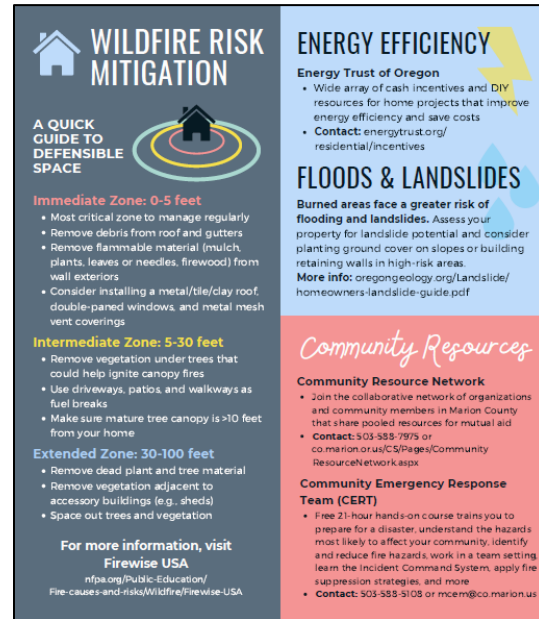 WILDFIRE RISK
MITIGATION
A QUICK
GUIDE TO
DEFENSIBLE
SPACE
Immediate Zone: 0-5 feet
• Most critical zone to manage regularly
• Remove debris from roof and gutters
• Remove flammable material (mulch,
plants, leaves or needles, firewood) from
wall exteriors
• Consider installing a metal/tile/clay roof,
double-paned windows, and metal mesh
vent coverings
Intermediate Zone: 5-30 feet
• Remove vegetation under trees that
could help ignite canopy fires
• Use driveways, patios, and walkways as
fuel breaks
• Make sure mature tree canopy is >10 feet
from your home
Extended Zone: 30-100 feet
• Remove dead plant and tree material
• Remove vegetation adjacent to
accessory buildings (e.g., sheds)
• Space out trees and vegetation
For more information, visit
Firewise USA
nfpa.org/Public-Education/
Fire-causes-and-risks/Wildfire/Firewise-USA
ENERGY EFFICIENCY
Energy Trust of Oregon
• Wide array of cash incentives and DIY
resources for home projects that improve
energy efficiency and save costs
• Contact: energytrust.org/
residential/incentives
FLOODS & LANDSLIDES
Burned areas face a greater risk of
flooding and landslides. Assess your
property for landslide potential and consider
planting ground cover on slopes or building
retaining walls in high-risk areas.
More info: oregongeology.org/Landslide/
homeowners-landslide-guide.pdf
Community Resources
Community Resource Network
• Join the collaborative network of organizations
and community members in Marion County
that share pooled resources for mutual aid
• Contact: 503-588-7975 or
co.marion.or.us/CS/Pages/Community
ResourceNetwork.aspx
Community Emergency Response
Team (CERT)
• Free 21-hour hands-on course trains you to
prepare for a disaster, understand the hazards
most likely to affect your community, identify
and reduce fire hazards, work in a team setting,
learn the Incident Command System, apply fire
suppression strategies, and more
• Contact: 503-588-5108 or mcem@co.marion.us